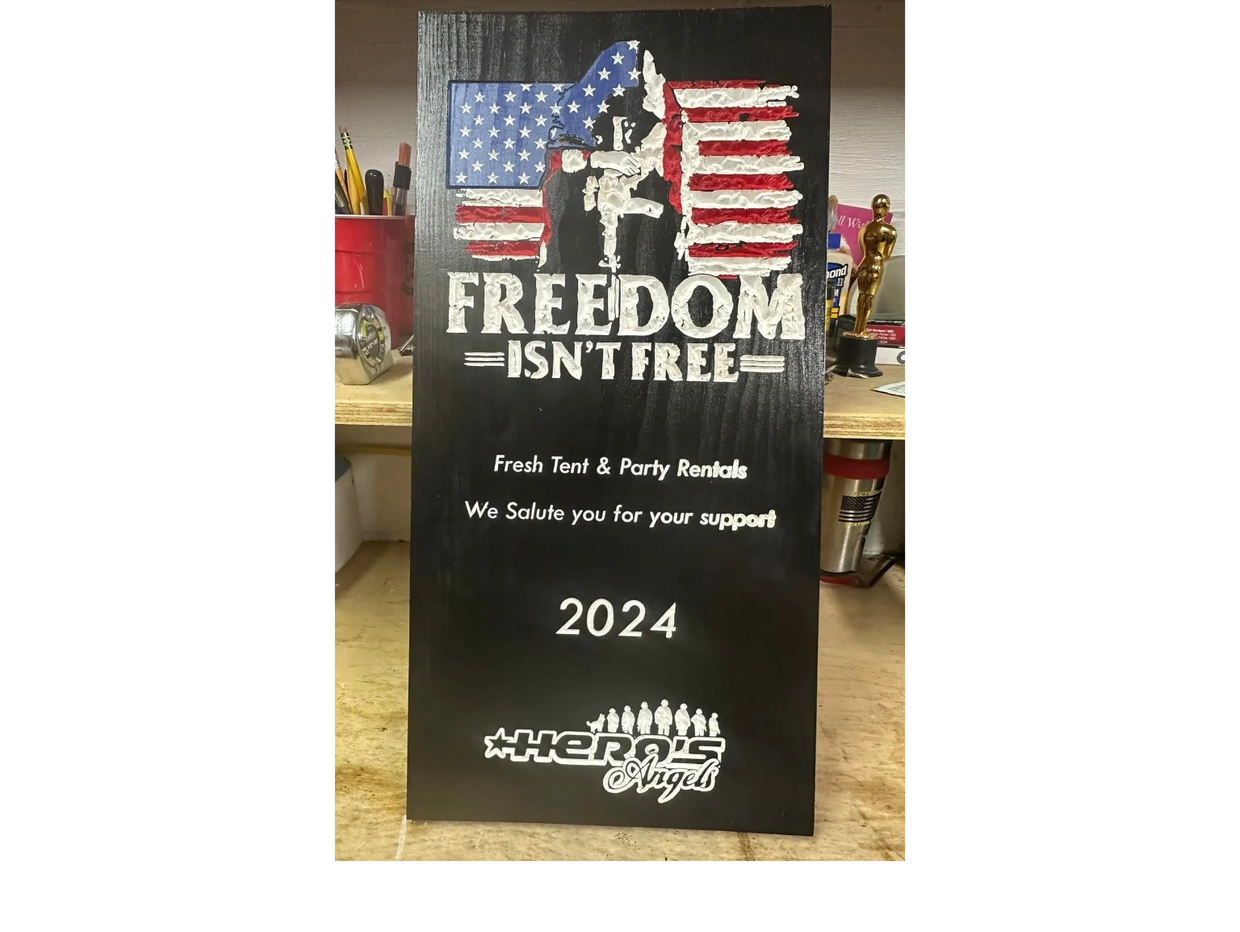 FREEDOM
ISN'T FREE
Fresh Tent & Party Rentals
We Salute you for your support
2024
HERO'S
Angels